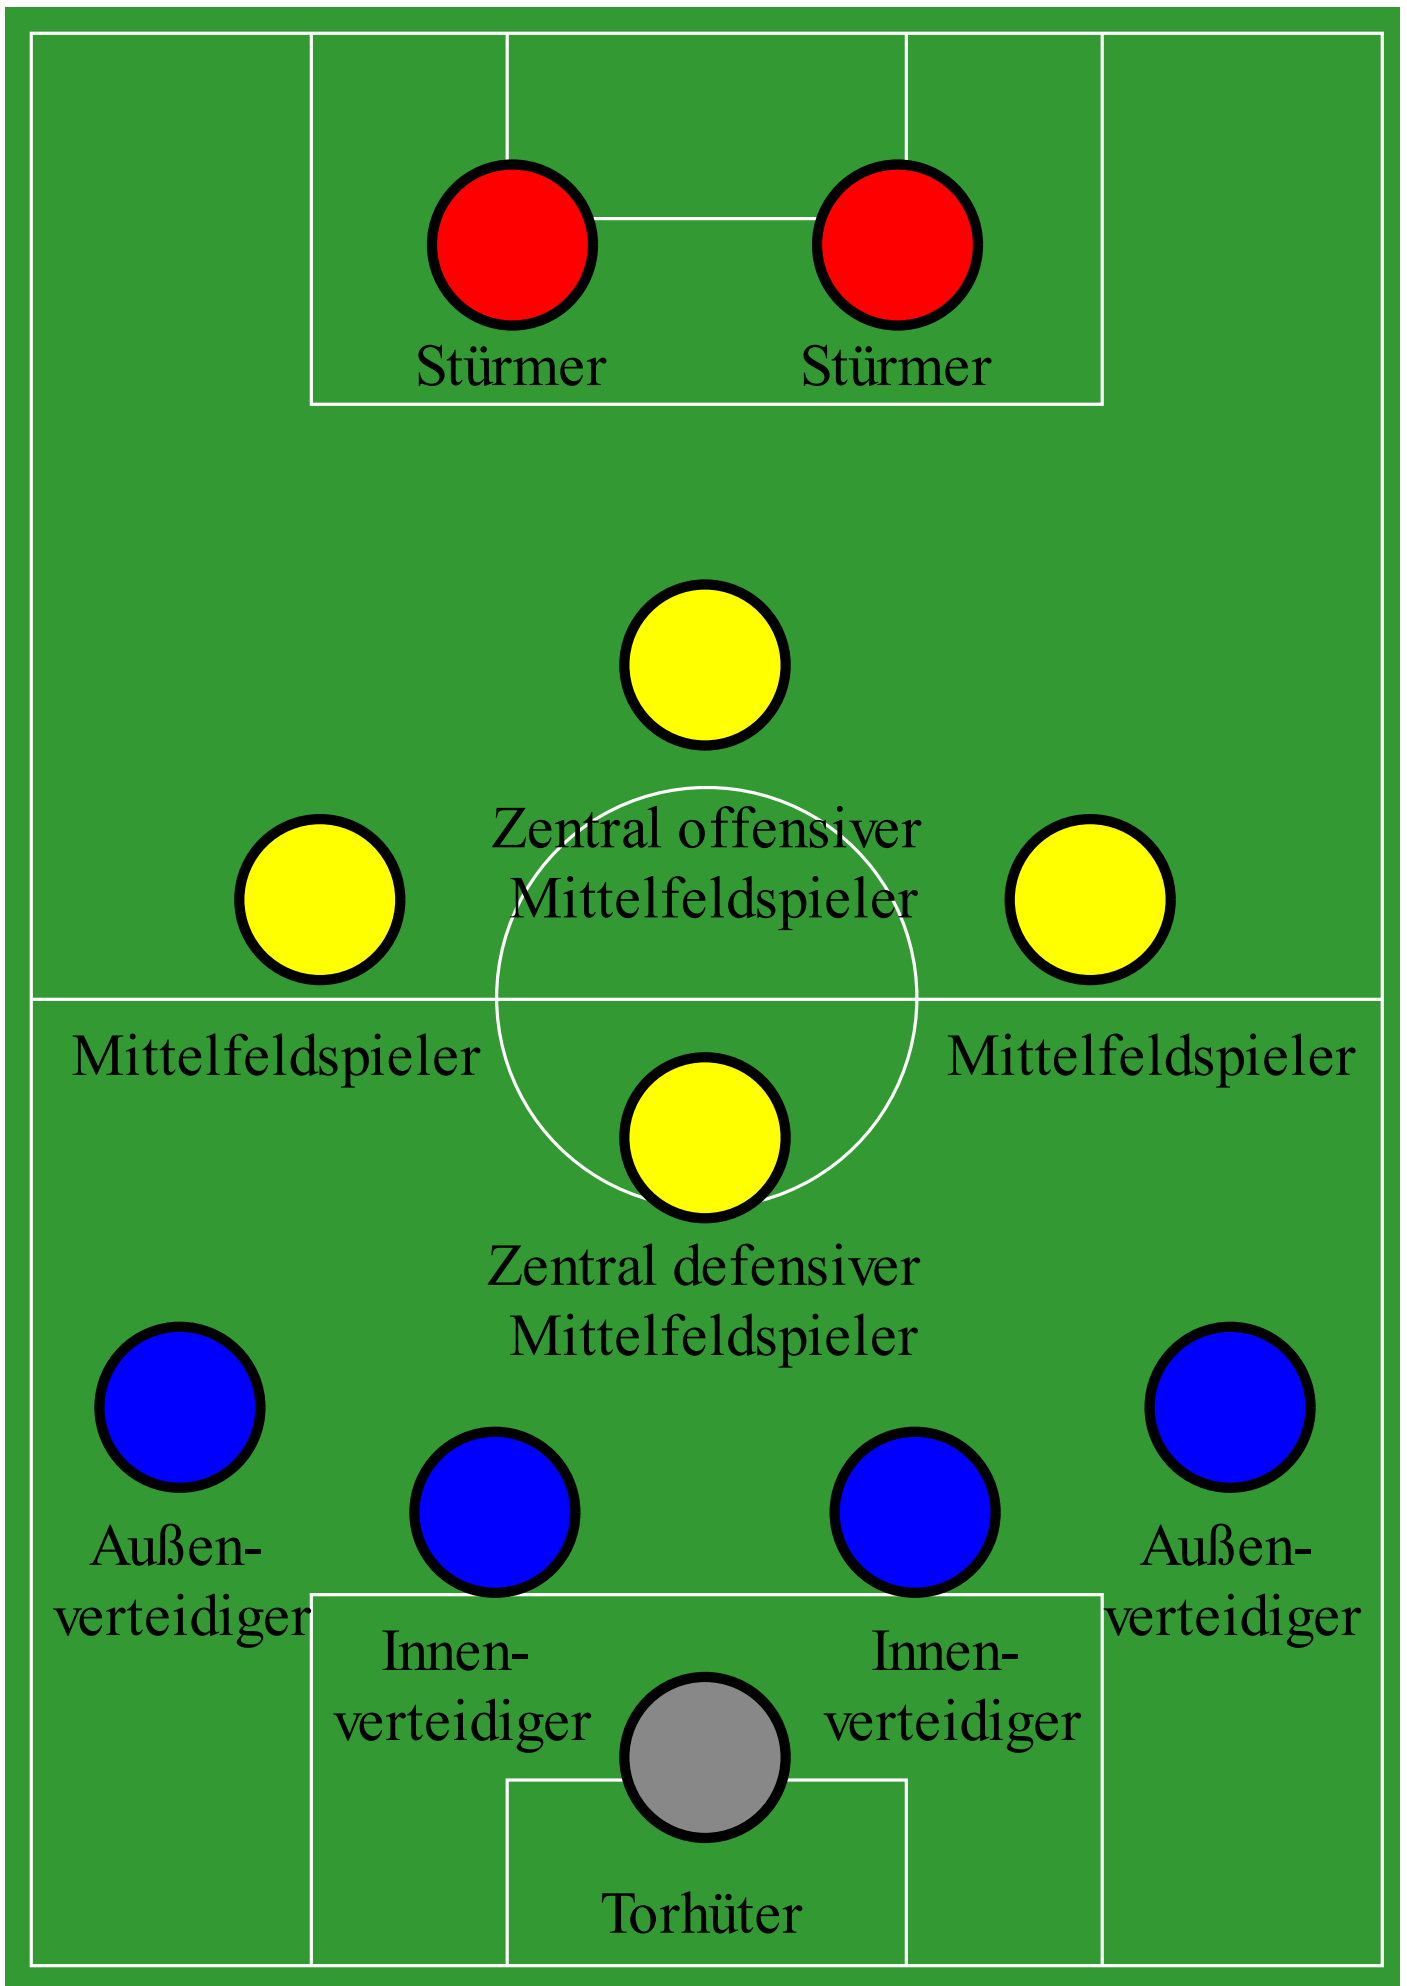 Stürmer
Stürmer
Zentral offensiver
Mittelfeldspieler
Mittelfeldspieler
Mittelfeldspieler
Zentral defensiver
Mittelfeldspieler
Außen-
verteidiger
Außen-
verteidiger
Innen-
verteidiger
Innen-
verteidiger
Torhüter